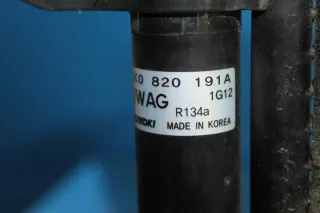 K0 820 191A
WAG 1G12
R134a
MADE IN KOREA